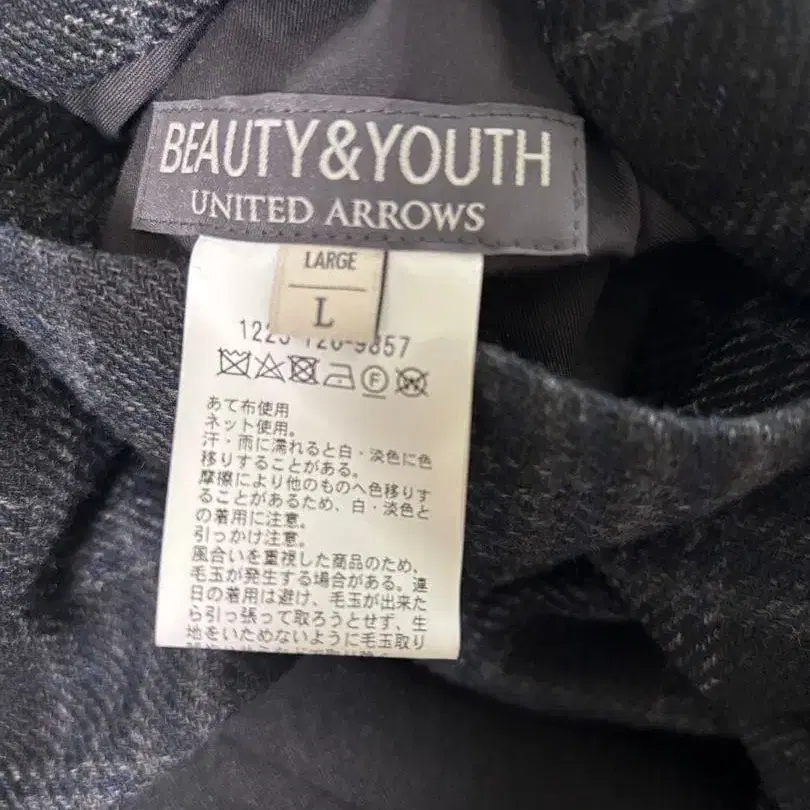 BEAUTY&YOUTH
UNITED ARROWS
LARGE
L
あて布使用
ネット使用。
汗・雨に濡れると白・淡色に色
移りすることがある。
摩擦により他のものへ色移りす
ることがあるため、白・淡色と
の着用に注意。
引っかけ注意。
風合いを重視した商品のため、
毛玉が発生する場合がある。連
日の着用は避け、毛玉が出来た
ら引っ張って取ろうとせず、生
地をいためないように毛玉取り